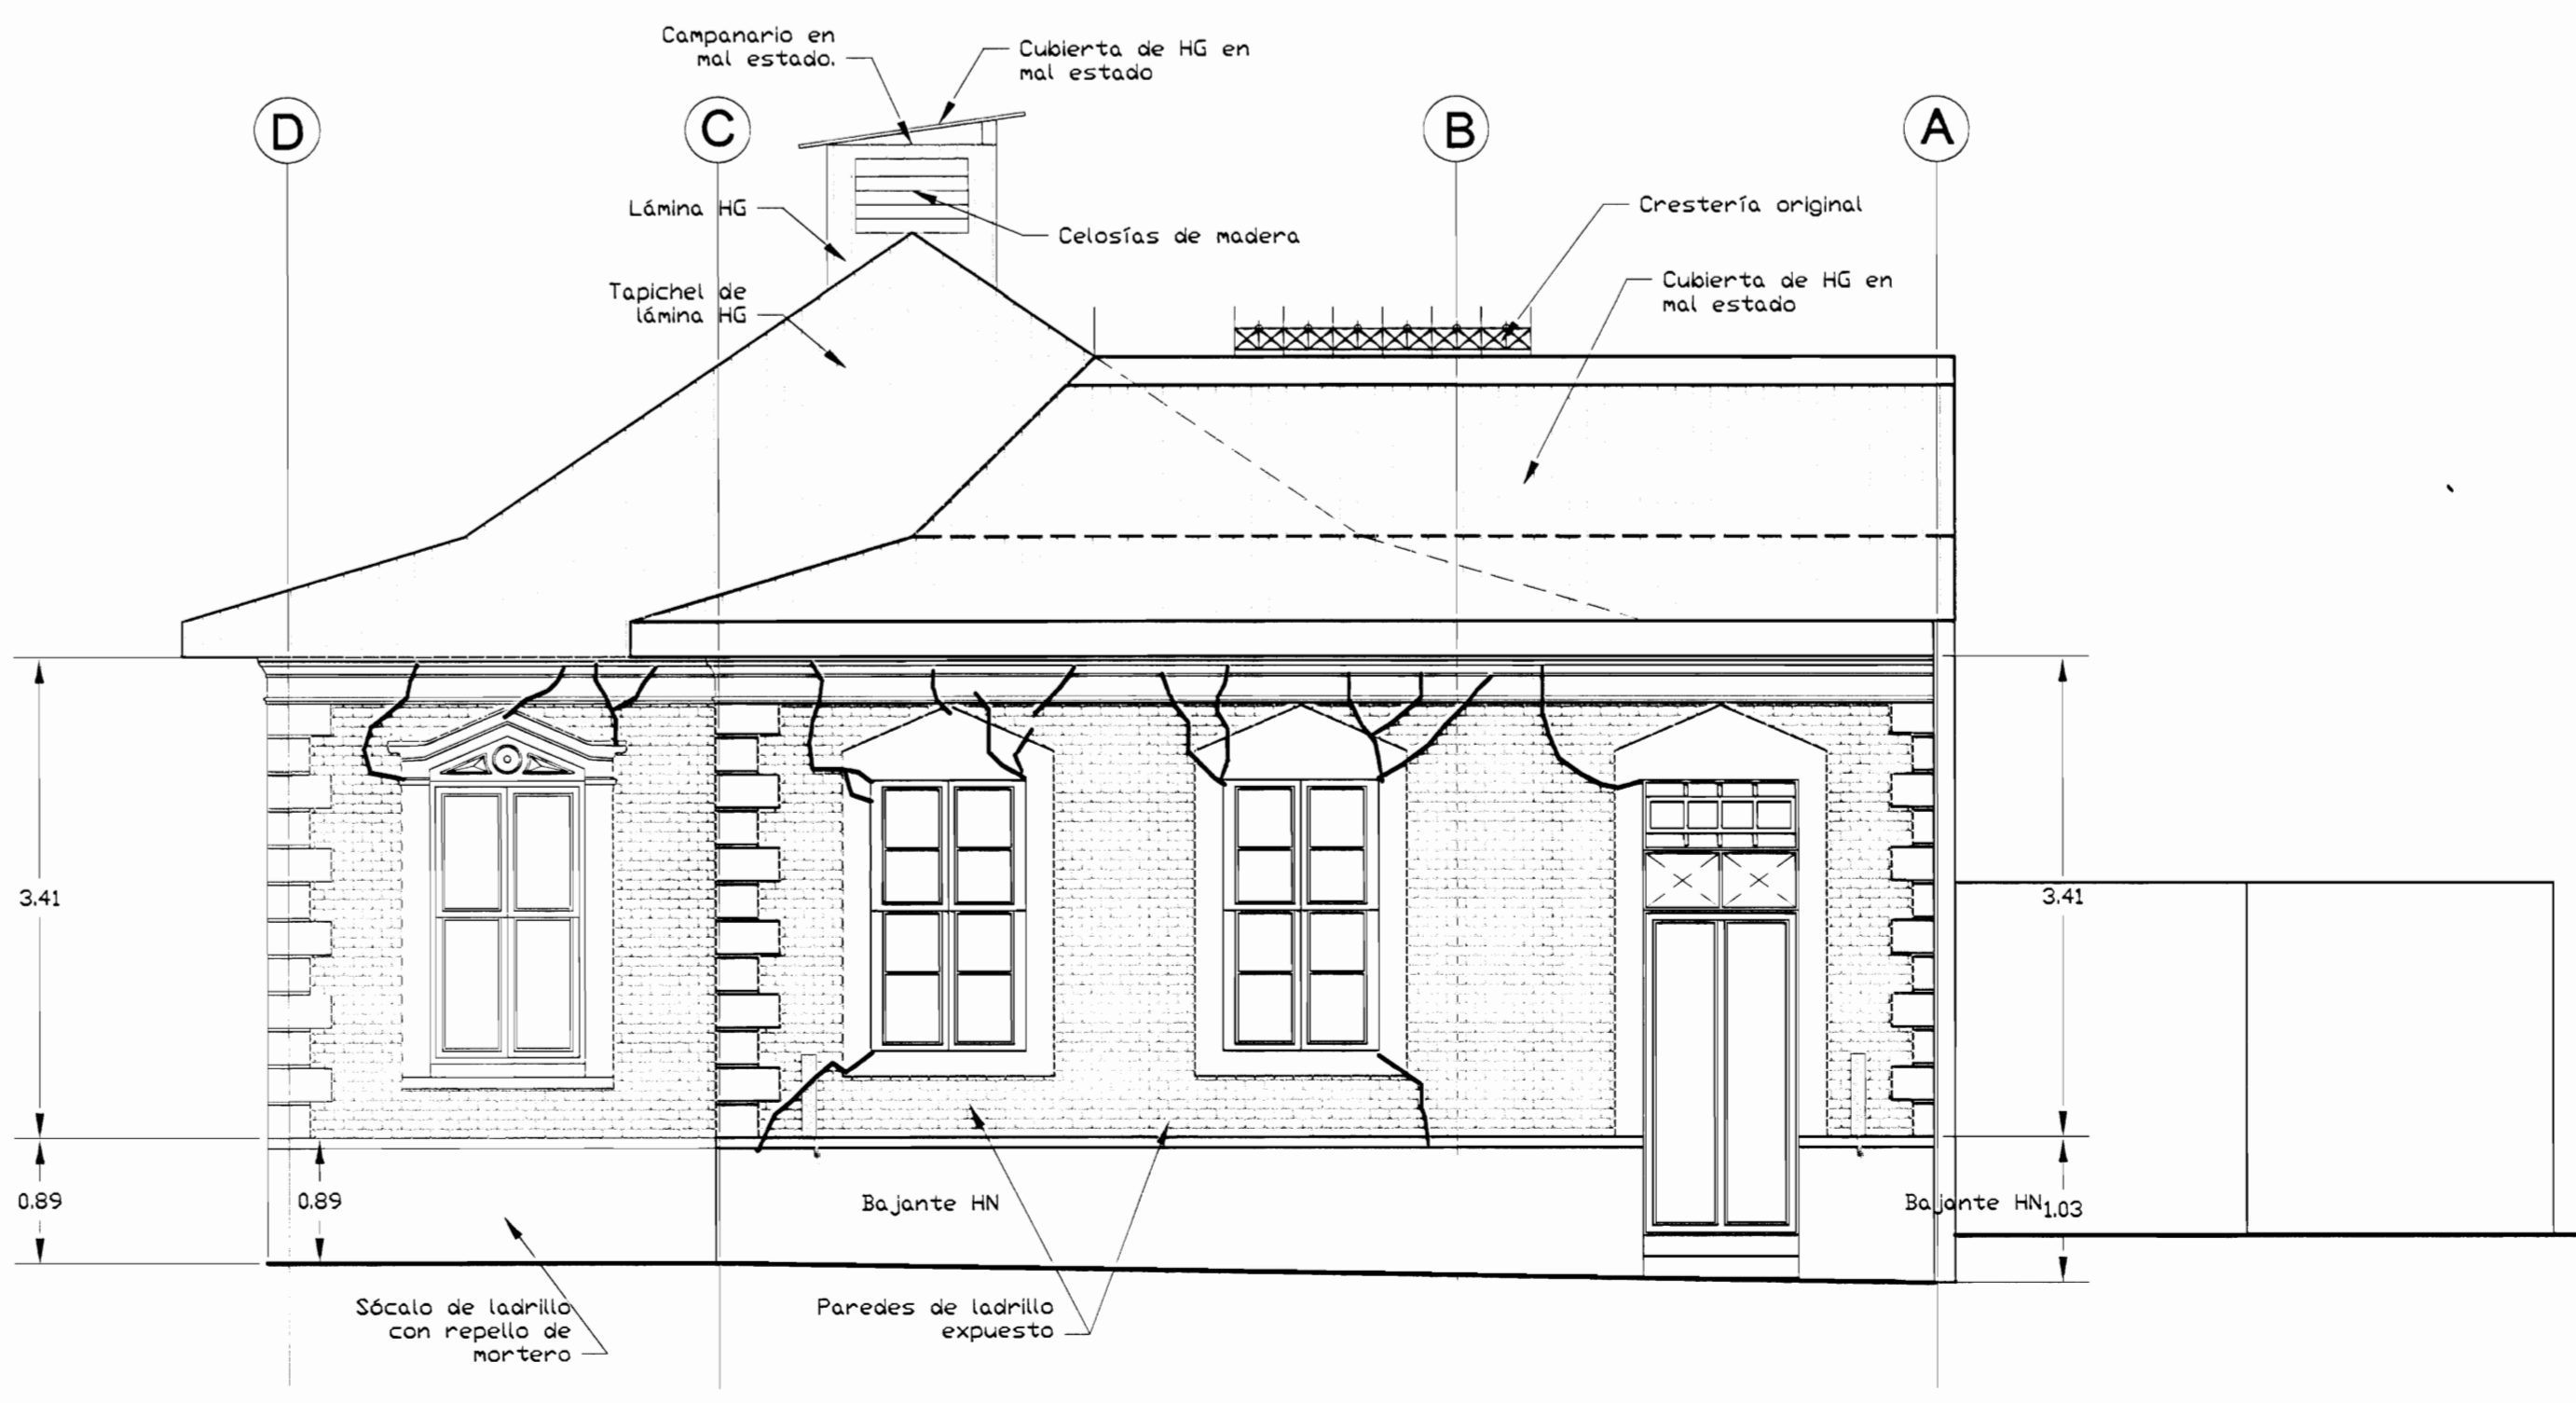 Campanario en
mal estado.
Cubierta de HG en
mal estado
D
C
B
A
Lámina HG
Celosías de madera
Crestería original
Tapichel de
lámina HG
Cubierta de HG en
mal estado
3.41
3.41
0.89
0.89
Bajante HN
Bajante HN
1.03
Sócalo de ladrillo
con repello de
mortero
Paredes de ladrillo
expuesto